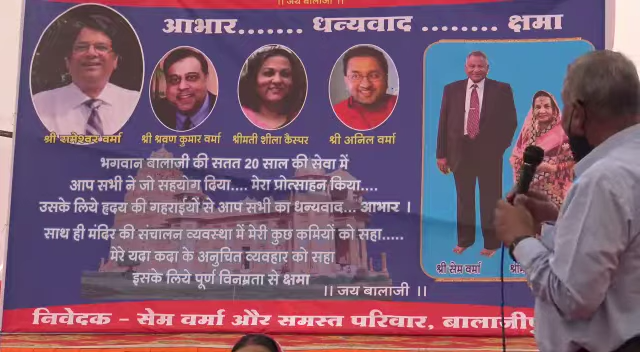 ।। जय बालाजी ।।
आभार....... धन्यवाद ........ क्षमा
श्री रामेश्वर वर्मा
श्री श्रवण कुमार वर्मा
श्रीमती शीला कैस्पर
श्री अनिल वर्मा
भगवान बालाजी की सतत 20 साल की सेवा में
आप सभी ने जो सहयोग दिया.... मेरा प्रोत्साहन किया....
उसके लिये हृदय की गहराईयों से आप सभी का धन्यवाद... आभार ।
साथ ही मंदिर की संचालन व्यवस्था में मेरी कुछ कमियों को सहा.....
मेरे यदा कदा के अनुचित व्यवहार को सहा
इसके लिये पूर्ण विनम्रता से क्षमा
।। जय बालाजी ।।
श्री सेम वर्मा
निवेदक - सेम वर्मा और समस्त परिवार,